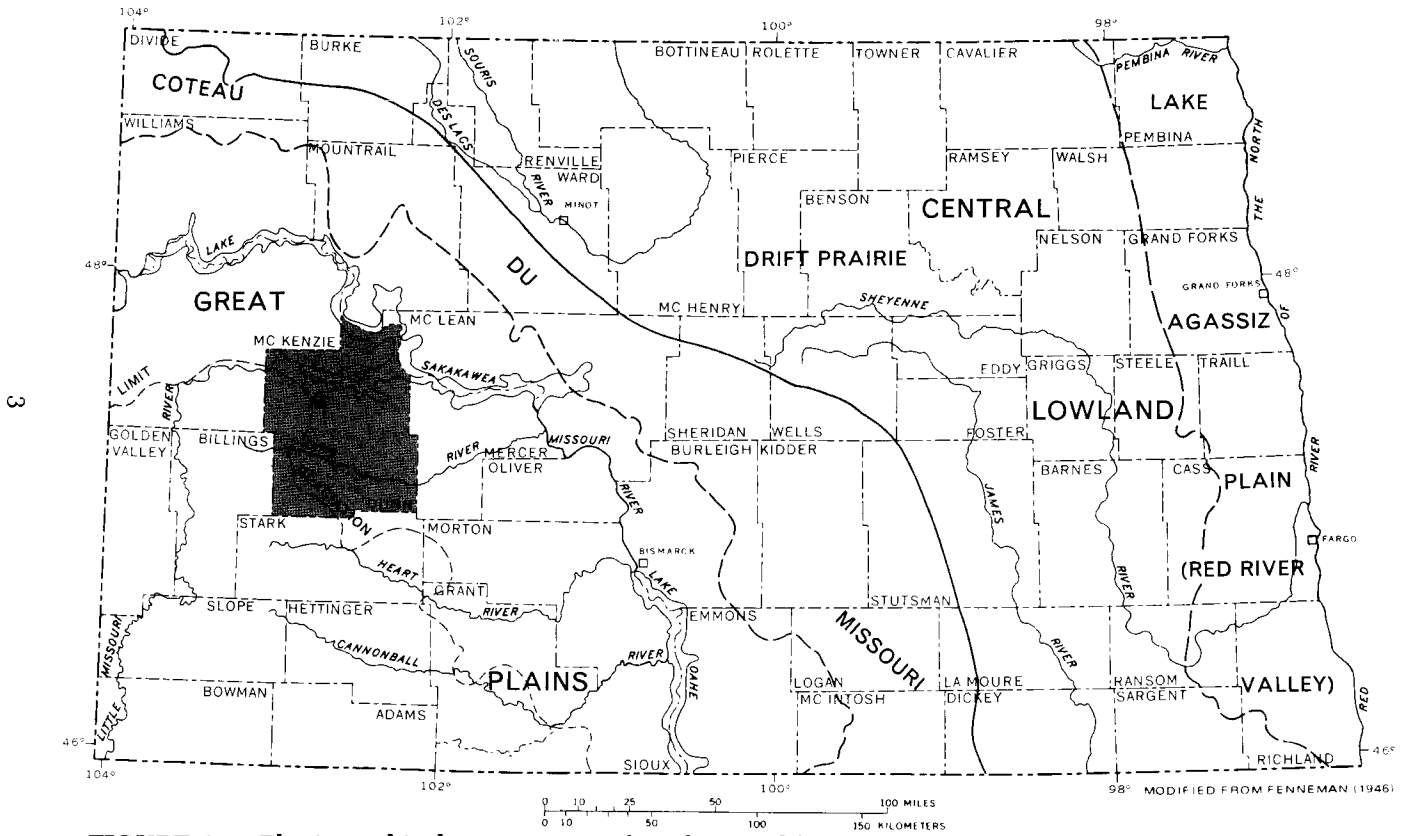 104° 102° 100° 98°
DIVIDE BURKE BOTTINEAU ROLETTE TOWNER CAVALIER
SOURIS
PEMBINA RIVER
COTEAU
LAKE
DES LACS
WILLIAMS
PEMBINA
MOUNTRAIL
RENVILLE PIERCE RAMSEY WALSH
WARD
RIVER
MINOT
BENSON
CENTRAL
THE NORTH
LAKE
NELSON GRAND FORKS
DRIFT PRAIRIE
48° 48°
DU
GREAT
GRAND FORKS
SHEYENNE
MC HENRY
MC LEAN
AGASSIZ
OF
MC KENZIE
SAKAKAWEA
EDDY GRIGGS STEELE TRAILL
LIMIT
RIVER
3
LOWLAND
GOLDEN VALLEY
BILLINGS
SHERIDAN WELLS FOSTER
MISSOURI
RIVER
MERCER
OLIVER
BURLEIGH KIDDER
BARNES CASS
RIVER
PLAIN
RIVER
JAMES
STARK
MORTON
FARGO
BISMARCK
HEART
LAKE
RIVER
(RED RIVER
GRANT
RIVER
SLOPE HETTINGER
EMMONS
STUTSMAN
MISSOURI
CANNONBALL
RIVER
MISSOURI
RIVER
PLAINS
OAHE
LOGAN LA MOURE RANSOM
MC INTOSH DICKEY SARGENT
VALLEY)
BOWMAN
ADAMS
LITTLE
RED
46° 46°
SIOUX
RICHLAND
104° 102° 100° 98°
MODIFIED FROM FENNEMAN (1946)
0 10 25 50 100 MILES
0 10 50 100 150 KILOMETERS